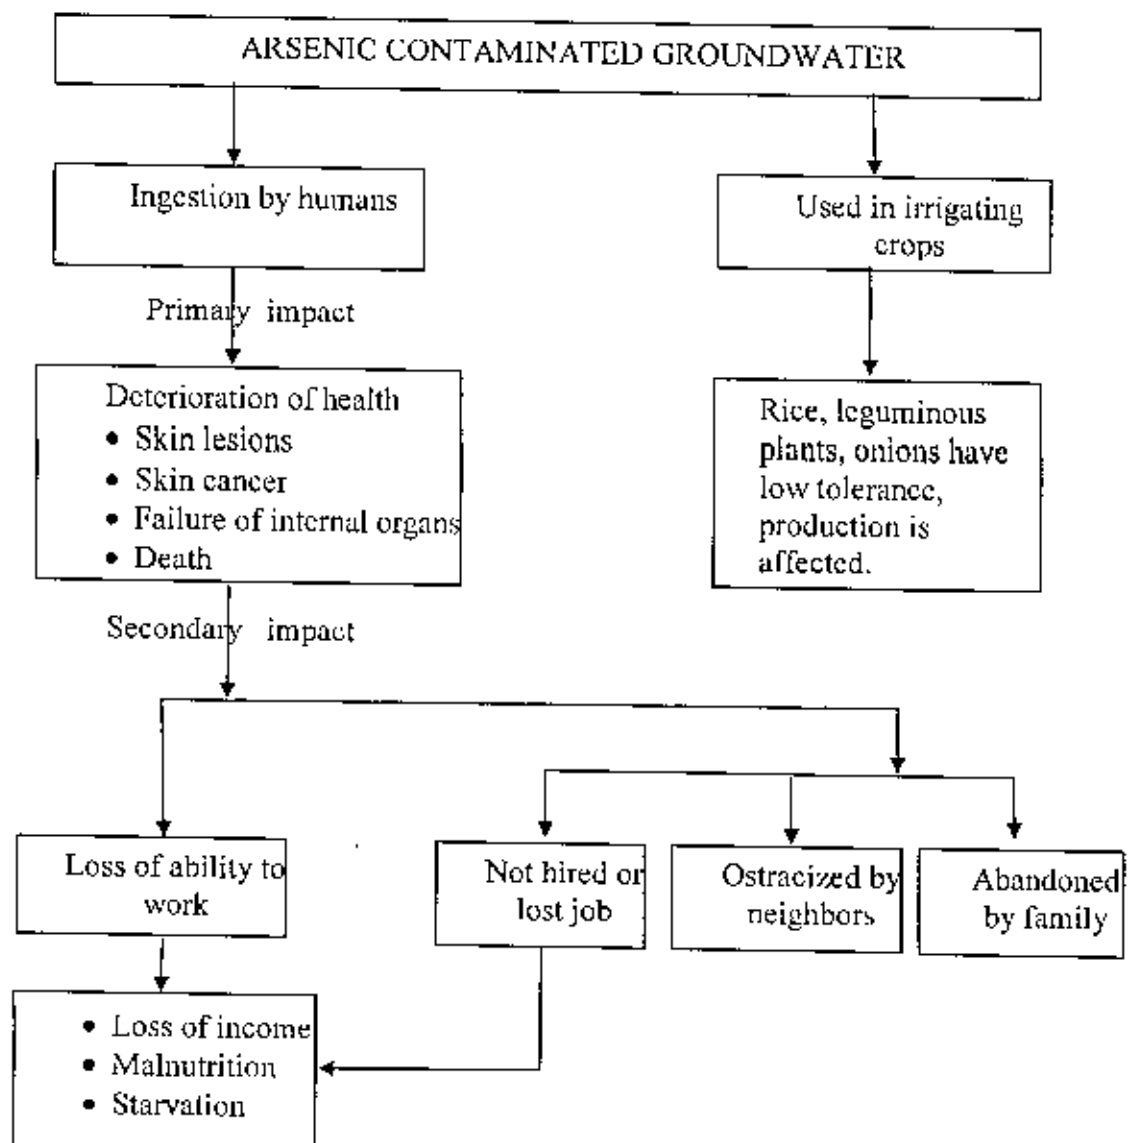 ARSENIC CONTAMINATED GROUNDWATER
Ingestion by humans
Used in irrigating
crops
Primary impact
Deterioration of health
• Skin lesions
• Skin cancer
• Failure of internal organs
• Death
Rice, leguminous
plants, onions have
low tolerance,
production is
affected.
Secondary impact
Loss of ability to
work
Not hired or
lost job
Ostracized by
neighbors
Abandoned
by family
• Loss of income
• Malnutrition
• Starvation